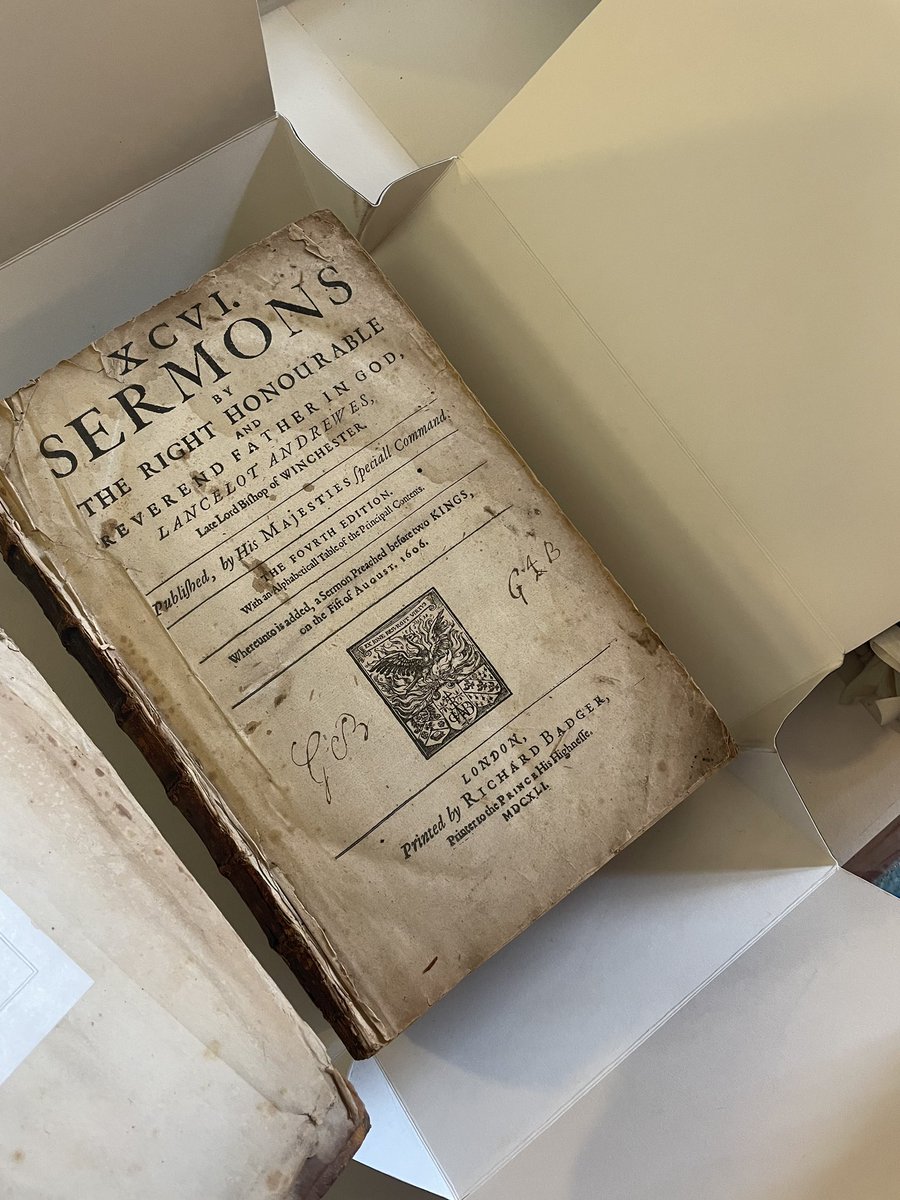 XCVI.
SERMONS
BY
THE RIGHT HONOURABLE
AND
REVEREND FATHER IN GOD,
LANCELOT ANDREWES,
Late Lord Bishop of WINCHESTER.
Publiſhed, by His MAJESTIES ſpeciall Command.
THE FOVRTH EDITION.
With an Alphabeticall Table of the Principall Contents.
Whereunto is added, a Sermon Preached before two KINGS,
on the Fift of AUGUST, 1606.
LONDON,
Printed by RICHARD BADGER,
Printer to the PRINCE His Highneſſe.
MDCXLI.